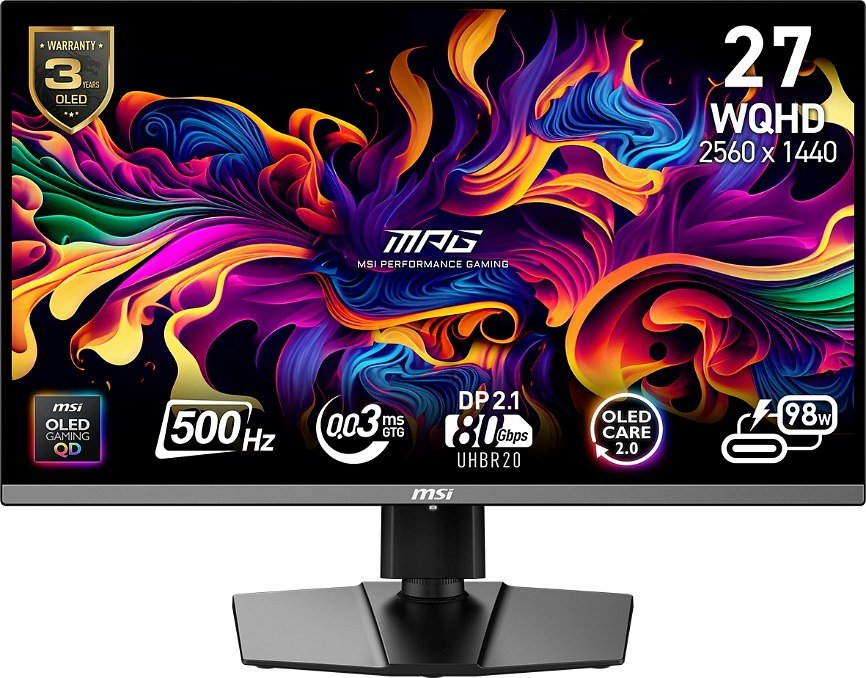 WARRANTY
3 YEARS
OLED
27
WQHD
2560 x 1440
MPG
MSI PERFORMANCE GAMING
msi
OLED
GAMING
QD
500Hz
0.03ms
GTG
DP 2.1
80Gbps
UHBR20
OLED
CARE
2.0
98W
msi